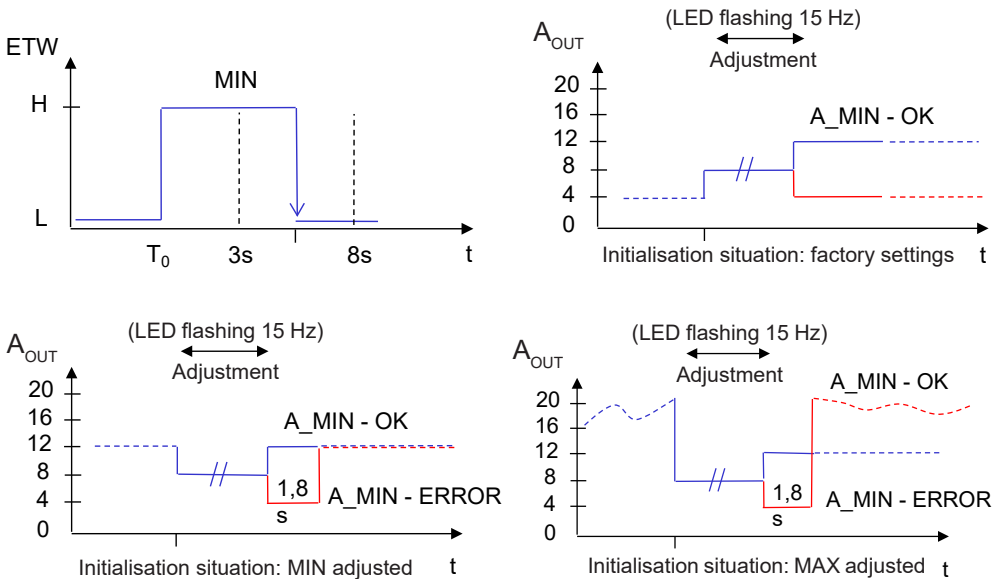 ETW
H
MIN
L
T0
3s
8s
t
(LED flashing 15 Hz)
AOUT
Adjustment
20
16
12
8
4
0
A_MIN - OK
Initialisation situation: factory settings
t
(LED flashing 15 Hz)
AOUT
Adjustment
20
16
12
8
4
0
A_MIN - OK
1,8
s
A_MIN - ERROR
Initialisation situation: MIN adjusted
t
(LED flashing 15 Hz)
AOUT
Adjustment
20
16
12
8
4
0
A_MIN - OK
1,8
s
A_MIN - ERROR
Initialisation situation: MAX adjusted
t